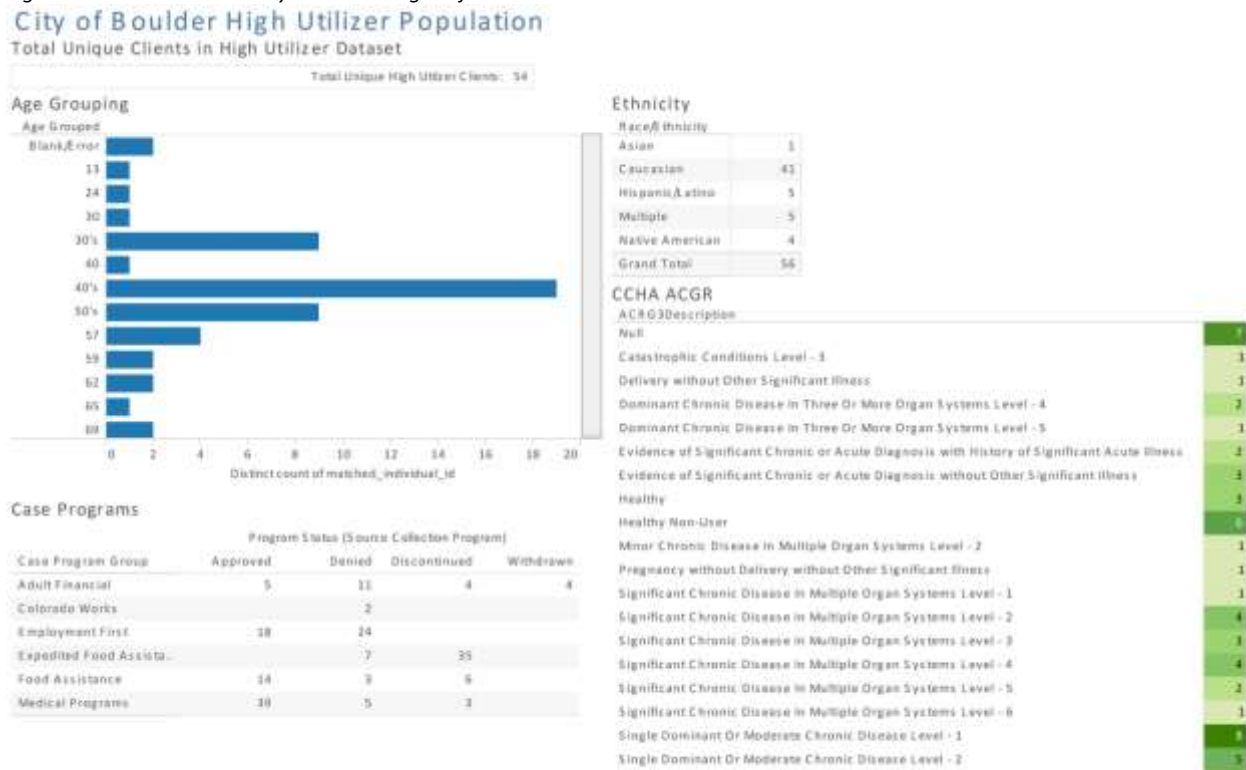 City of Boulder High Utilizer Population
Total Unique Clients in High Utilizer Dataset
Total Unique High Utilizer Clients: 54
Age Grouping
Age Grouped
Blank/Error
13
24
30
30's
40
40's
50's
57
59
62
65
69
0 2 4 6 8 10 12 14 16 18 20
Distinct count of matched_individual_id
Case Programs
Program Status (Source Collection Program)
Case Program Group Approved Denied Discontinued Withdrawn
Adult Financial 5 11 4 4
Colorado Works 2
Employment First 18 24
Expedited Food Assista.. 7 35
Food Assistance 14 3 6
Medical Programs 5 3
Ethnicity
Race/Ethnicity
Asian 1
Caucasian 41
Hispanic/Latino 5
Multiple 5
Native American 4
Grand Total 56
CCHA ACGR
ACRG3Description
Null 7
Catastrophic Conditions Level - 3 1
Delivery without Other Significant Illness 1
Dominant Chronic Disease In Three Or More Organ Systems Level - 4 2
Dominant Chronic Disease In Three Or More Organ Systems Level - 5 1
Evidence of Significant Chronic or Acute Diagnosis with History of Significant Acute Illness 2
Evidence of Significant Chronic or Acute Diagnosis without Other Significant Illness 3
Healthy 3
Healthy Non-User
Minor Chronic Disease In Multiple Organ Systems Level - 2 1
Pregnancy without Delivery without Other Significant Illness 1
Significant Chronic Disease In Multiple Organ Systems Level - 1 1
Significant Chronic Disease In Multiple Organ Systems Level - 2 4
Significant Chronic Disease In Multiple Organ Systems Level - 3 3
Significant Chronic Disease In Multiple Organ Systems Level - 4 4
Significant Chronic Disease In Multiple Organ Systems Level - 5 2
Significant Chronic Disease In Multiple Organ Systems Level - 6 1
Single Dominant Or Moderate Chronic Disease Level - 1
Single Dominant Or Moderate Chronic Disease Level - 2 5